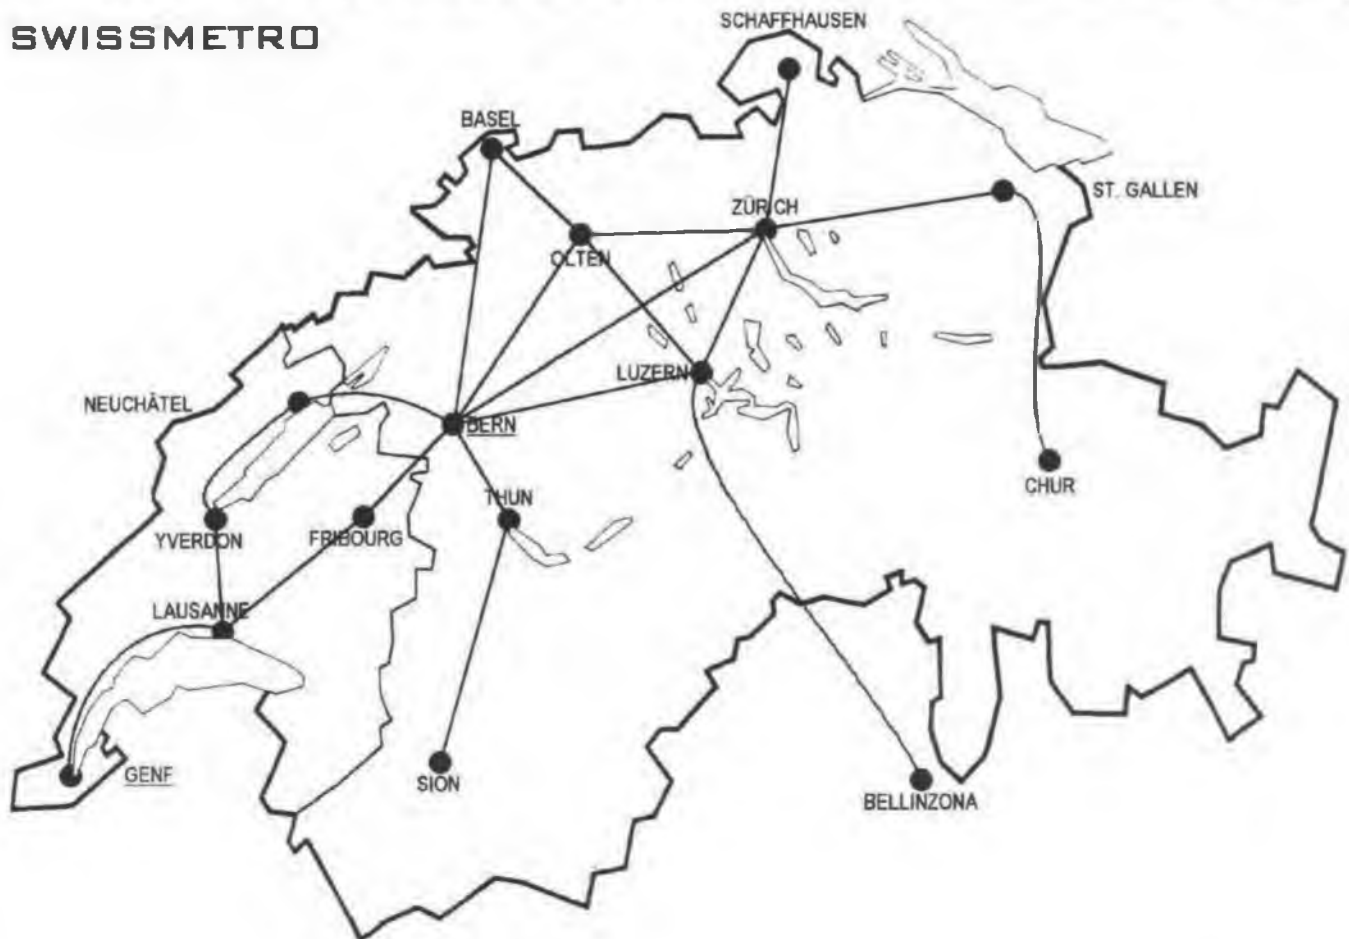 SWISSMETRO
SCHAFFHAUSEN
BASEL
ST. GALLEN
ZÜRICH
OLTEN
LUZERN
NEUCHÂTEL
BERN
CHUR
THUN
YVERDON
FRIBOURG
LAUSANNE
GENF
SION
BELLINZONA